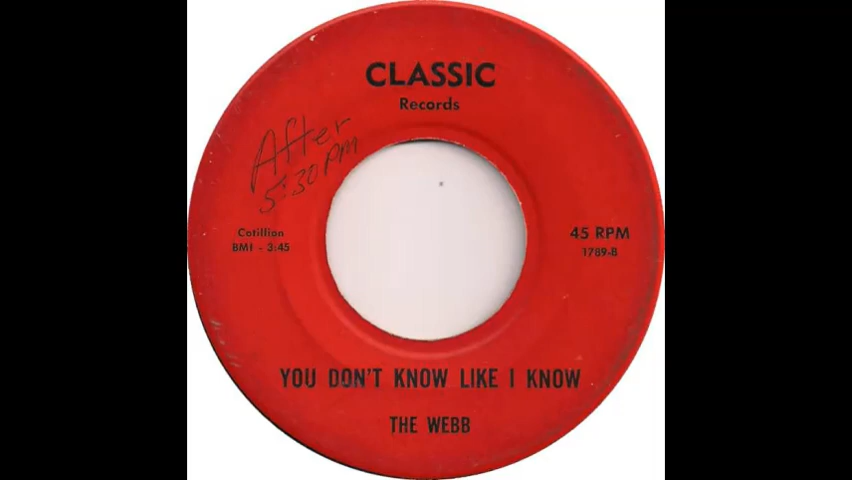 CLASSIC
Records
After
5:30 PM
Cotillion
BMI - 3:45
45 RPM
1789-B
YOU DON'T KNOW LIKE I KNOW
THE WEBB